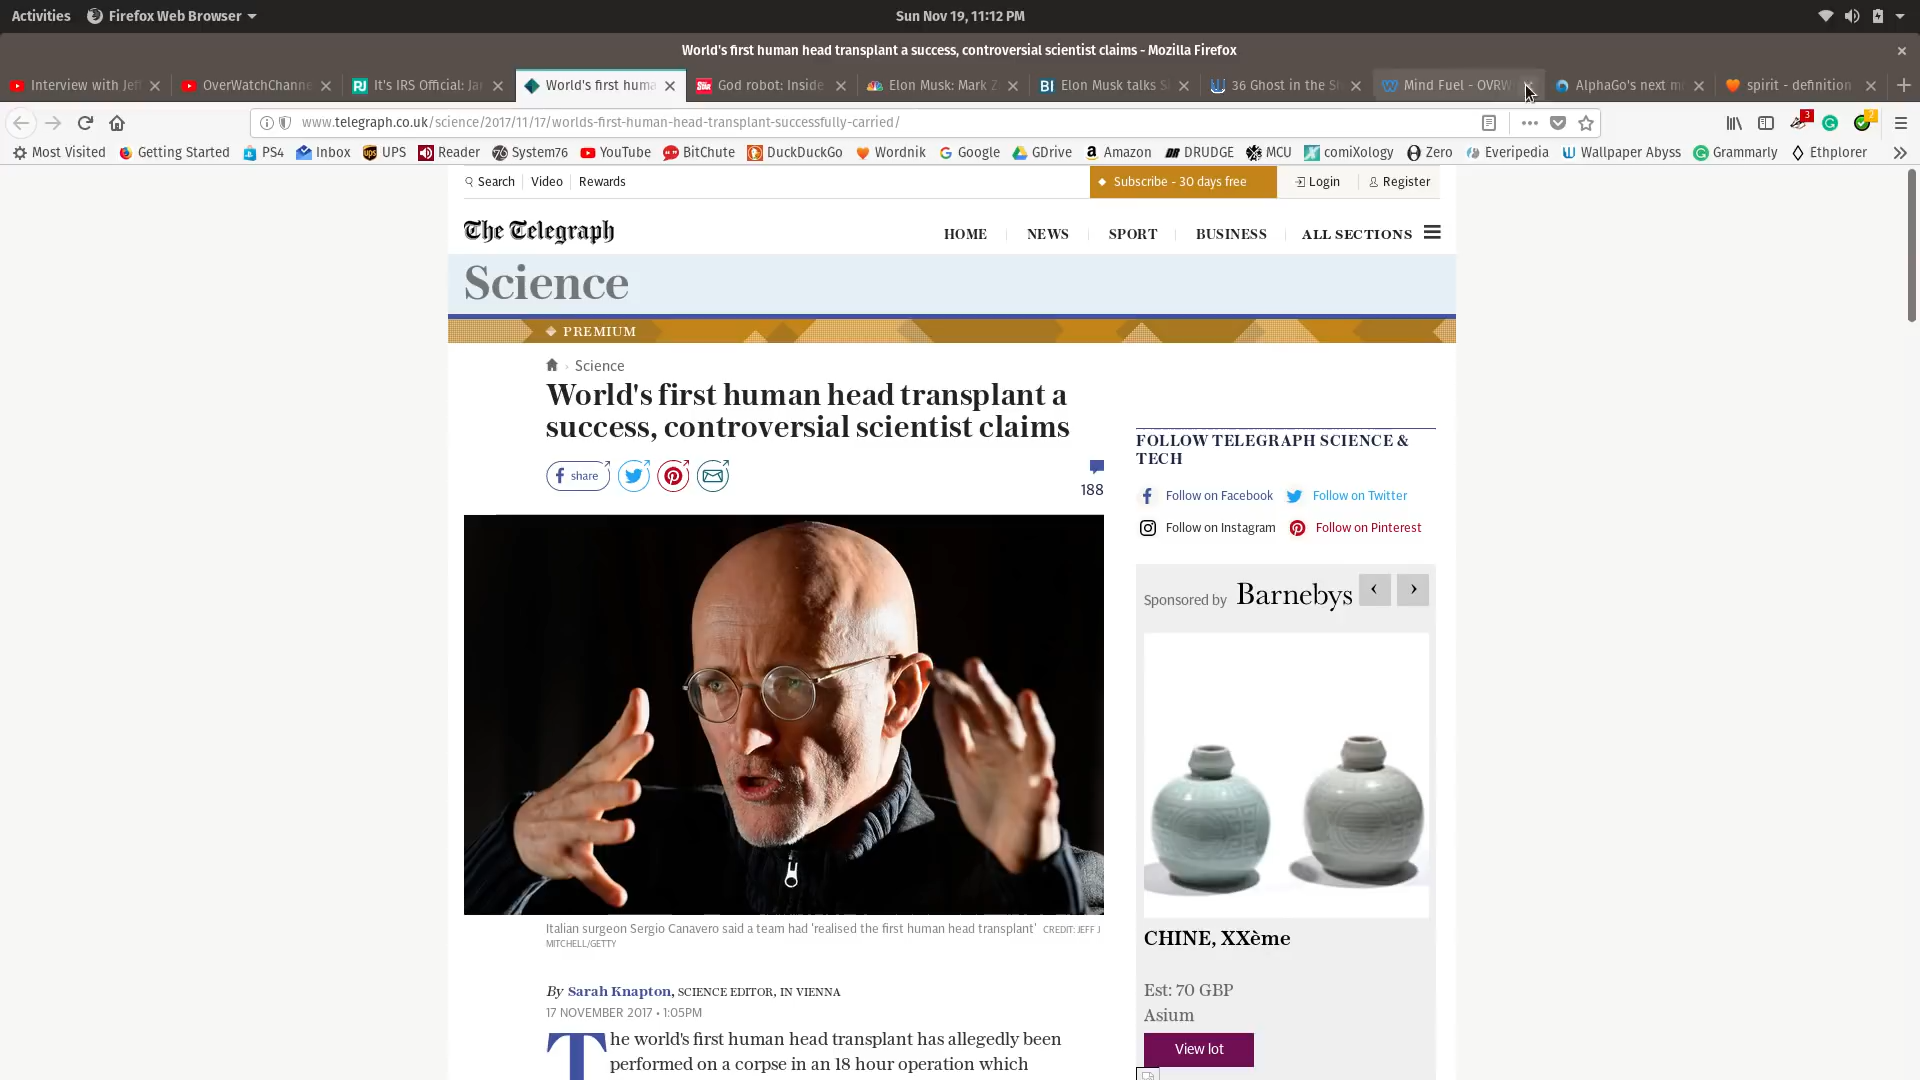 Activities Firefox Web Browser Sun Nov 19, 11:12 PM
World's first human head transplant a success, controversial scientist claims - Mozilla Firefox
Interview with Jef OverWatchChanne It's IRS Official: Ja World's first huma God robot: Inside Elon Musk: Mark Z Elon Musk talks S 36 Ghost in the S Mind Fuel - OVRW AlphaGo's next m spirit - definition
www.telegraph.co.uk/science/2017/11/17/worlds-first-human-head-transplant-successfully-carried/ 3 2
Most Visited Getting Started PS4 Inbox UPS Reader System76 YouTube BitChute DuckDuckGo Wordnik Google GDrive Amazon DRUDGE MCU comiXology Zero Everipedia Wallpaper Abyss Grammarly Ethplorer
Search Video Rewards Subscribe - 30 days free Login Register
The Telegraph HOME NEWS SPORT BUSINESS ALL SECTIONS
Science
PREMIUM
Science
World's first human head transplant a
success, controversial scientist claims
share
188
Italian surgeon Sergio Canavero said a team had 'realised the first human head transplant' CREDIT: JEFF J
MITCHELL/GETTY
By Sarah Knapton, SCIENCE EDITOR, IN VIENNA
17 NOVEMBER 2017 • 1:05PM
The world's first human head transplant has allegedly been
performed on a corpse in an 18 hour operation which
FOLLOW TELEGRAPH SCIENCE &
TECH
Follow on Facebook Follow on Twitter
Follow on Instagram Follow on Pinterest
Sponsored by Barnebys
CHINE, XXème
Est: 70 GBP
Asium
View lot